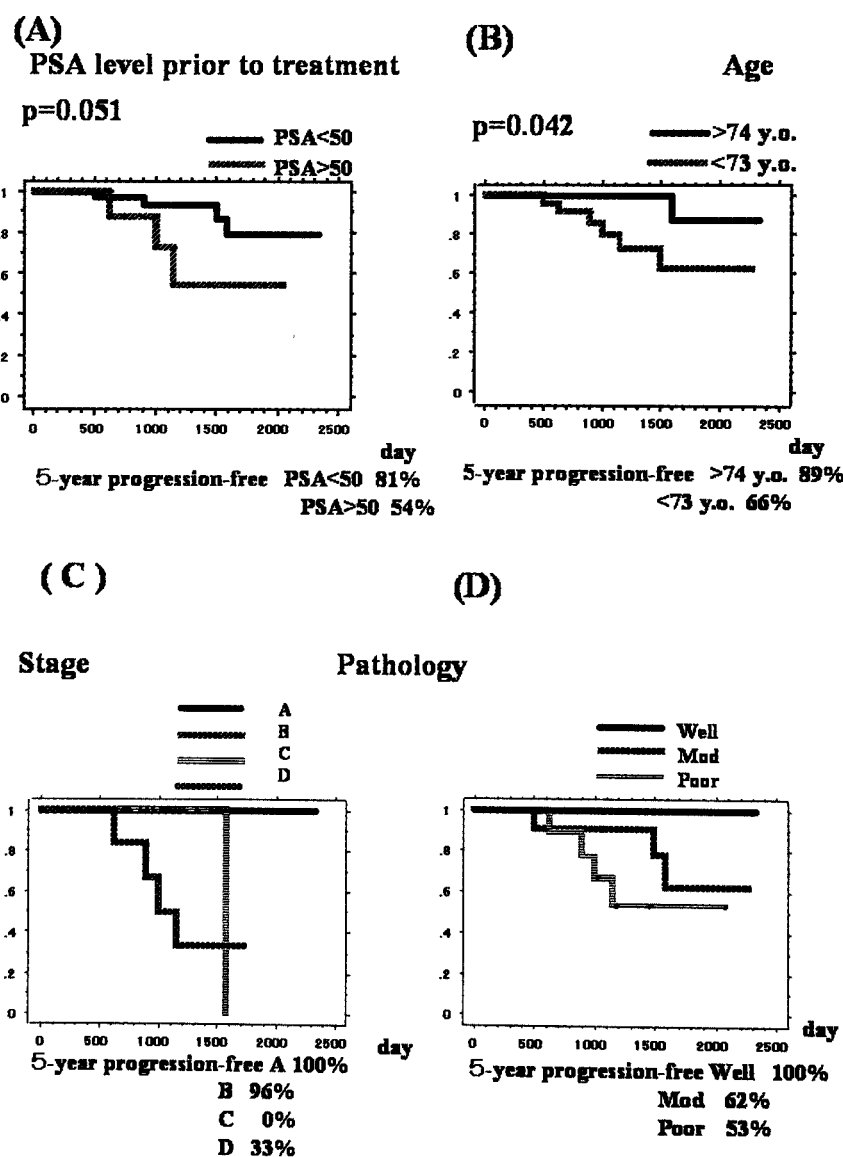 (A)
PSA level prior to treatment
p=0.051
PSA<50
PSA>50
1
.8
.6
.4
.2
0
0 500 1000 1500 2000 2500
day
5-year progression-free PSA<50 81%
PSA>50 54%
(B)
Age
p=0.042
>74 y.o.
<73 y.o.
1
.8
.6
.4
.2
0
0 500 1000 1500 2000 2500
day
5-year progression-free >74 y.o. 89%
<73 y.o. 66%
( C )
Stage
A
B
C
D
1
.8
.6
.4
.2
0
0 500 1000 1500 2000 2500
day
5-year progression-free A 100%
B 96%
C 0%
D 33%
(D)
Pathology
Well
Mod
Poor
1
.8
.6
.4
.2
0
0 500 1000 1500 2000 2500
day
5-year progression-free Well 100%
Mod 62%
Poor 53%